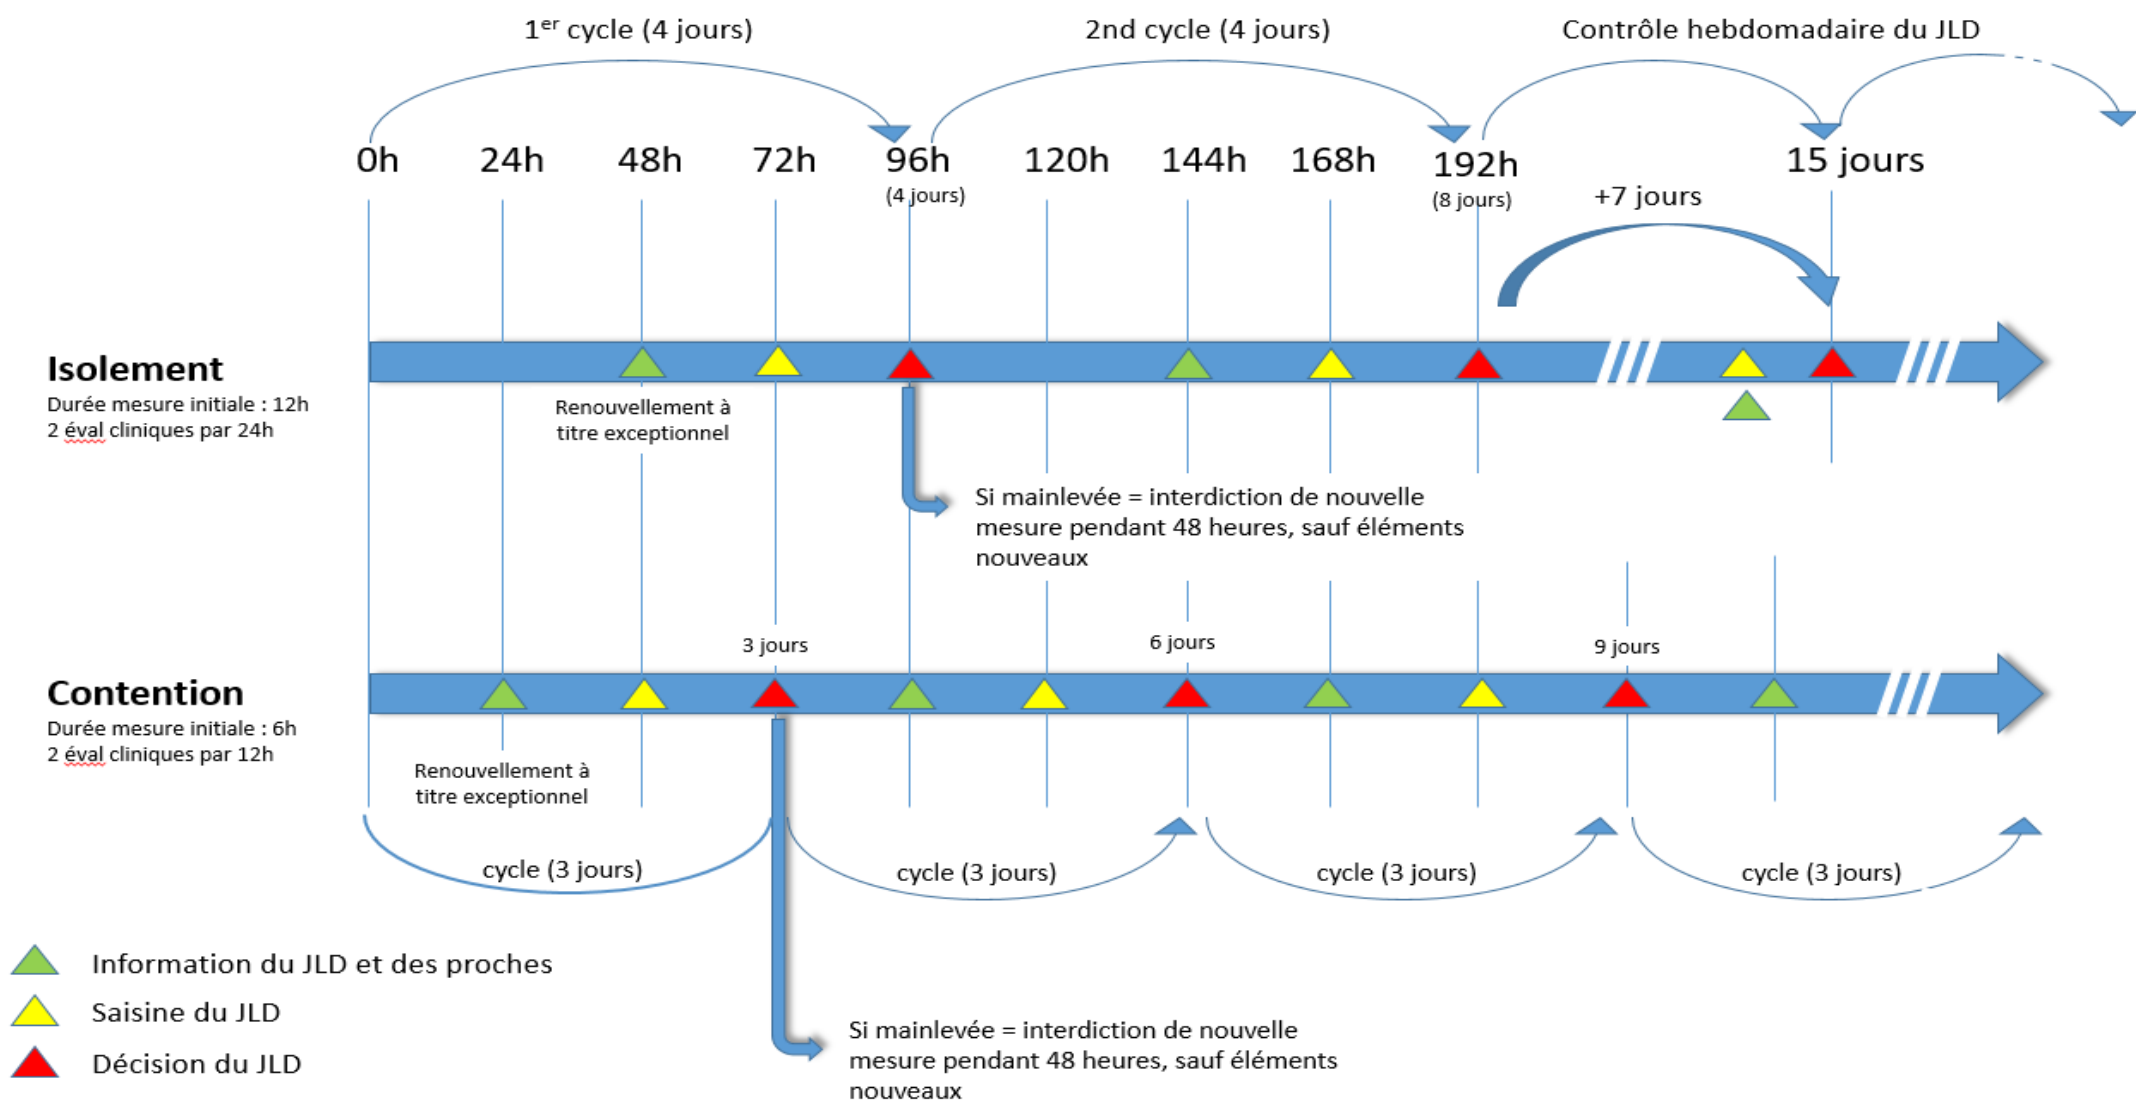 1er cycle (4 jours)
2nd cycle (4 jours)
Contrôle hebdomadaire du JLD
0h
24h
48h
72h
96h
(4 jours)
120h
144h
168h
192h
(8 jours)
15 jours
+7 jours
Isolement
Durée mesure initiale : 12h
2 éval cliniques par 24h
Renouvellement à
titre exceptionnel
Si mainlevée = interdiction de nouvelle
mesure pendant 48 heures, sauf éléments
nouveaux
3 jours
6 jours
9 jours
Contention
Durée mesure initiale : 6h
2 éval cliniques par 12h
Renouvellement à
titre exceptionnel
cycle (3 jours)
cycle (3 jours)
cycle (3 jours)
cycle (3 jours)
Information du JLD et des proches
Saisine du JLD
Décision du JLD
Si mainlevée = interdiction de nouvelle
mesure pendant 48 heures, sauf éléments
nouveaux